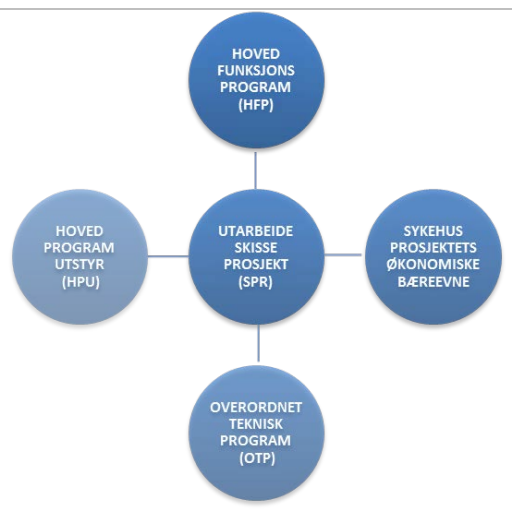 HOVED
FUNKSJONS
PROGRAM
(HFP)
HOVED
PROGRAM
UTSTYR
(HPU)
UTARBEIDE
SKISSE
PROSJEKT
(SPR)
SYKEHUS
PROSJEKTETS
ØKONOMISKE
BÆREEVNE
OVERORDNET
TEKNISK
PROGRAM
(OTP)